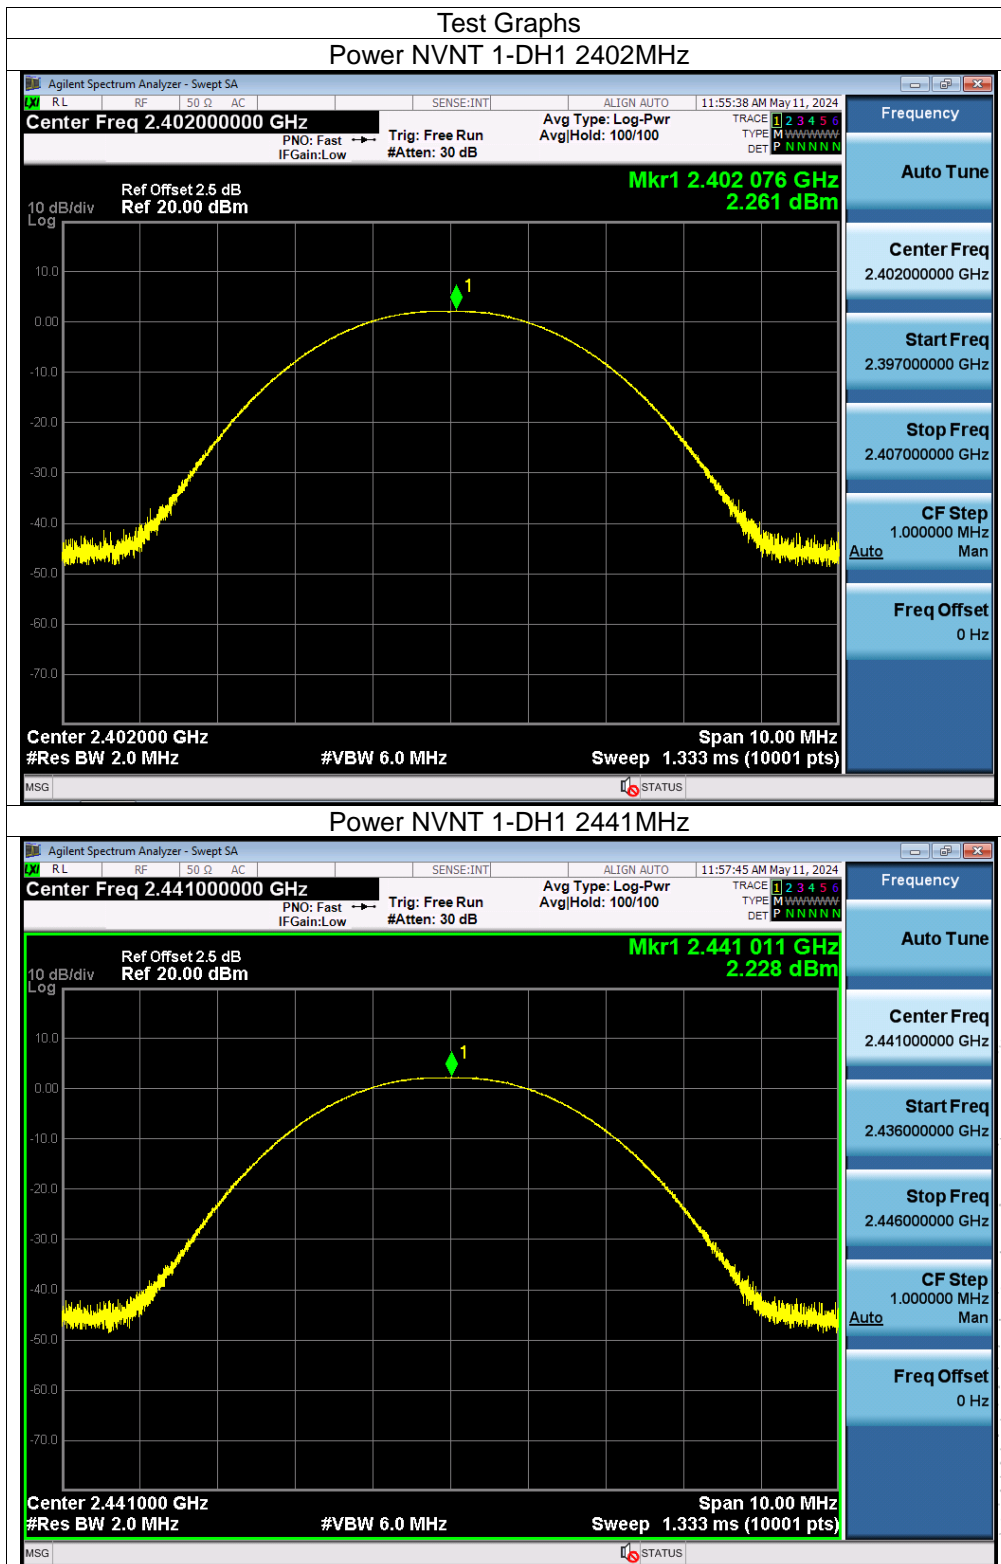 Test Graphs
Power NVNT 1-DH1 2402MHz
Agilent Spectrum Analyzer - Swept SA
LXI RL RF 50 Ω AC SENSE:INT ALIGN AUTO 11:55:38 AM May 11, 2024
Center Freq 2.402000000 GHz
PNO: Fast
IFGain:Low
Trig: Free Run
#Atten: 30 dB
Avg Type: Log-Pwr
Avg|Hold: 100/100
TRACE 1 2 3 4 5 6
TYPE M WWWWW
DET P N N N N N
Frequency
Auto Tune
Center Freq
2.402000000 GHz
Start Freq
2.397000000 GHz
Stop Freq
2.407000000 GHz
CF Step
1.000000 MHz
Auto Man
Freq Offset
0 Hz
Mkr1 2.402 076 GHz
2.261 dBm
Ref Offset 2.5 dB
10 dB/div Ref 20.00 dBm
Log
1
10.0
0.00
-10.0
-20.0
-30.0
-40.0
-50.0
-60.0
-70.0
Center 2.402000 GHz Span 10.00 MHz
#Res BW 2.0 MHz #VBW 6.0 MHz Sweep 1.333 ms (10001 pts)
MSG STATUS
Power NVNT 1-DH1 2441MHz
Agilent Spectrum Analyzer - Swept SA
LXI RL RF 50 Ω AC SENSE:INT ALIGN AUTO 11:57:45 AM May 11, 2024
Center Freq 2.441000000 GHz
PNO: Fast
IFGain:Low
Trig: Free Run
#Atten: 30 dB
Avg Type: Log-Pwr
Avg|Hold: 100/100
TRACE 1 2 3 4 5 6
TYPE M WWWWW
DET P N N N N N
Frequency
Auto Tune
Center Freq
2.441000000 GHz
Start Freq
2.436000000 GHz
Stop Freq
2.446000000 GHz
CF Step
1.000000 MHz
Auto Man
Freq Offset
0 Hz
Mkr1 2.441 011 GHz
2.228 dBm
Ref Offset 2.5 dB
10 dB/div Ref 20.00 dBm
Log
1
10.0
0.00
-10.0
-20.0
-30.0
-40.0
-50.0
-60.0
-70.0
Center 2.441000 GHz Span 10.00 MHz
#Res BW 2.0 MHz #VBW 6.0 MHz Sweep 1.333 ms (10001 pts)
MSG STATUS